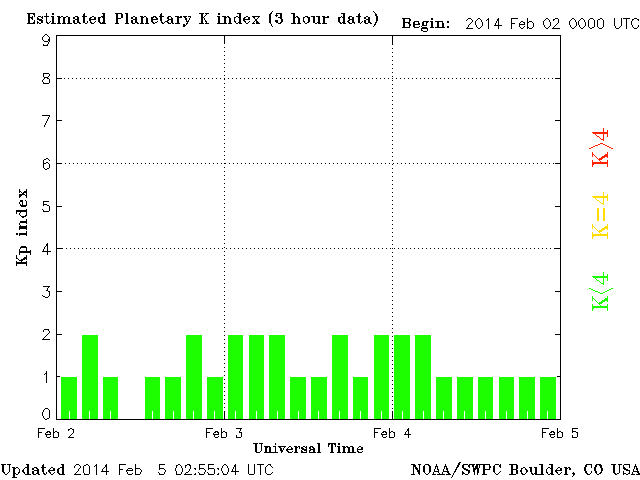 Estimated Planetary K index (3 hour data) Begin: 2014 Feb 02 0000 UTC
9
8
7
6
5
4
3
2
1
0
Kp index
K>4
K=4
K<4
Feb 2 Feb 3 Feb 4 Feb 5
Universal Time
Updated 2014 Feb 5 02:55:04 UTC NOAA/SWPC Boulder, CO USA